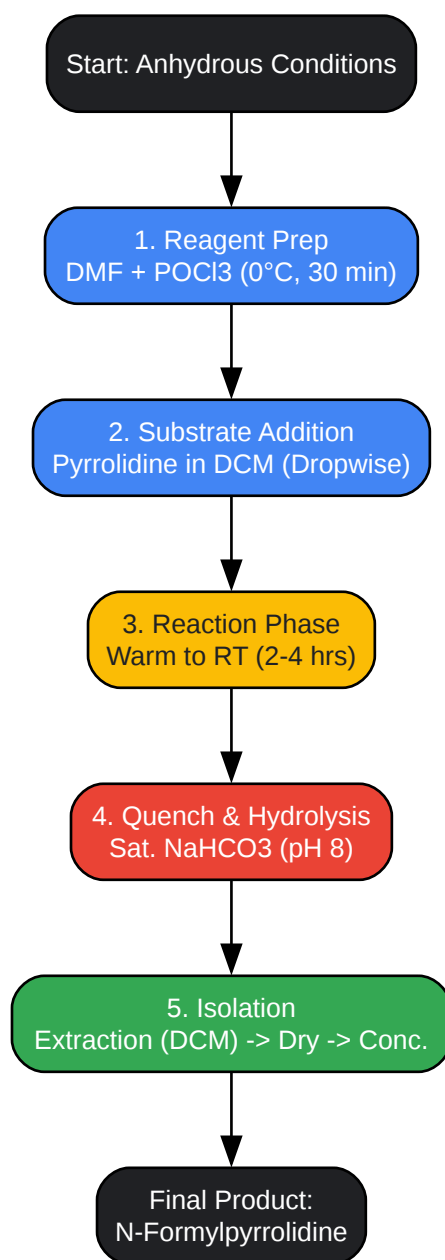 Start: Anhydrous Conditions
1. Reagent Prep
DMF + POCl3 (0°C, 30 min)
2. Substrate Addition
Pyrrolidine in DCM (Dropwise)
3. Reaction Phase
Warm to RT (2-4 hrs)
4. Quench & Hydrolysis
Sat. NaHCO3 (pH 8)
5. Isolation
Extraction (DCM) -> Dry -> Conc.
Final Product:
N-Formylpyrrolidine